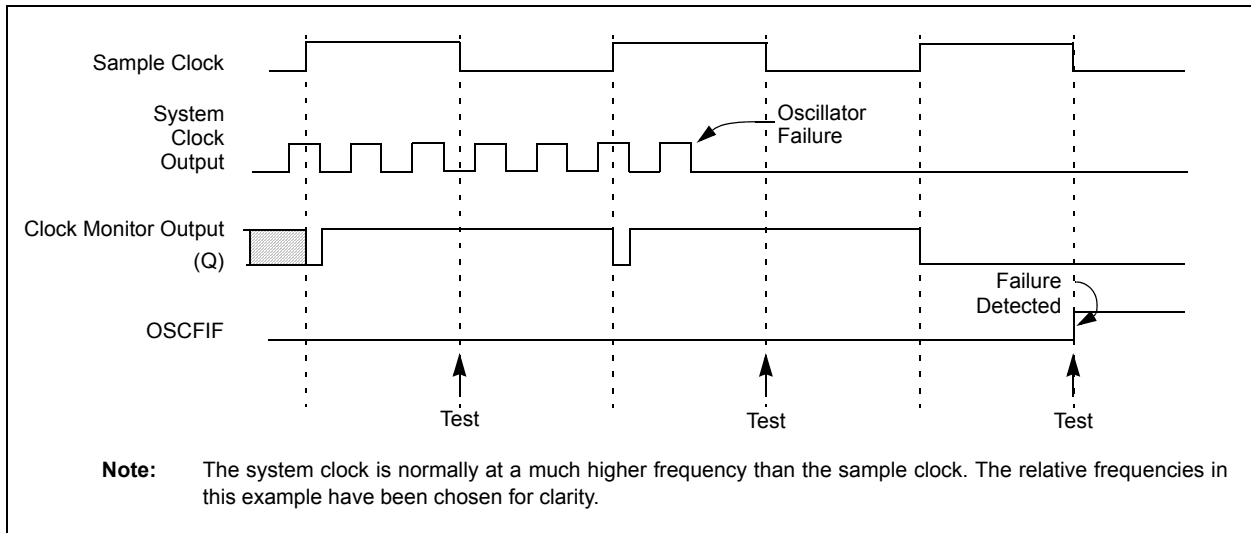 Sample Clock
System
Clock
Output
Oscillator
Failure
Clock Monitor Output
(Q)
Failure
Detected
OSCFIF
Test
Test
Test
Note: The system clock is normally at a much higher frequency than the sample clock. The relative frequencies in
this example have been chosen for clarity.